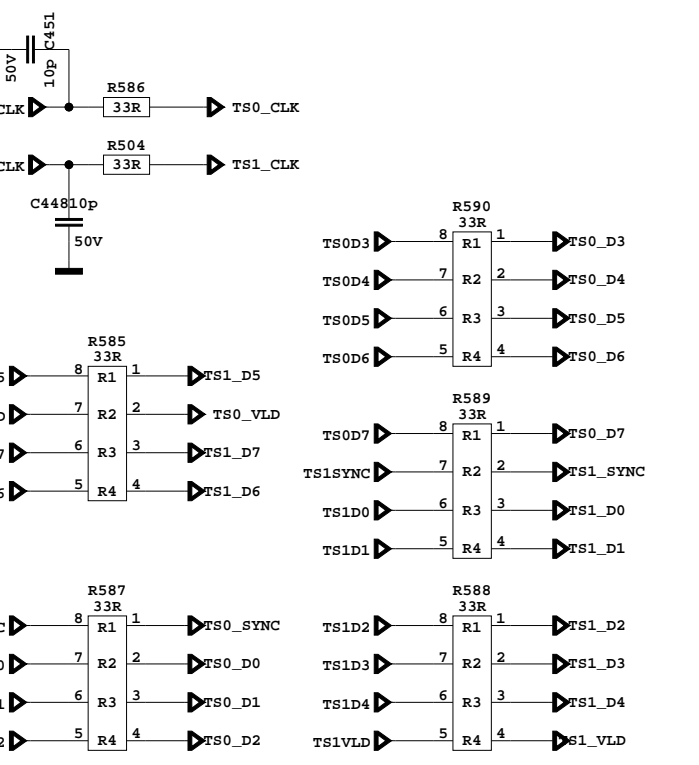 50V
10p C451
R586
CLK 33R TS0_CLK
R504
CLK 33R TS1_CLK
C44810p
50V
R590
33R
TS0D3 8 R1 1 TS0_D3
TS0D4 7 R2 2 TS0_D4
TS0D5 6 R3 3 TS0_D5
TS0D6 5 R4 4 TS0_D6
R585
33R
8 R1 1 TS1_D5
7 R2 2 TS0_VLD
7 6 R3 3 TS1_D7
5 R4 4 TS1_D6
R589
33R
TS0D7 8 R1 1 TS0_D7
TS1SYNC 7 R2 2 TS1_SYNC
TS1D0 6 R3 3 TS1_D0
TS1D1 5 R4 4 TS1_D1
R587
33R
C 8 R1 1 TS0_SYNC
0 7 R2 2 TS0_D0
1 6 R3 3 TS0_D1
2 5 R4 4 TS0_D2
R588
33R
TS1D2 8 R1 1 TS1_D2
TS1D3 7 R2 2 TS1_D3
TS1D4 6 R3 3 TS1_D4
TS1VLD 5 R4 4 S1_VLD